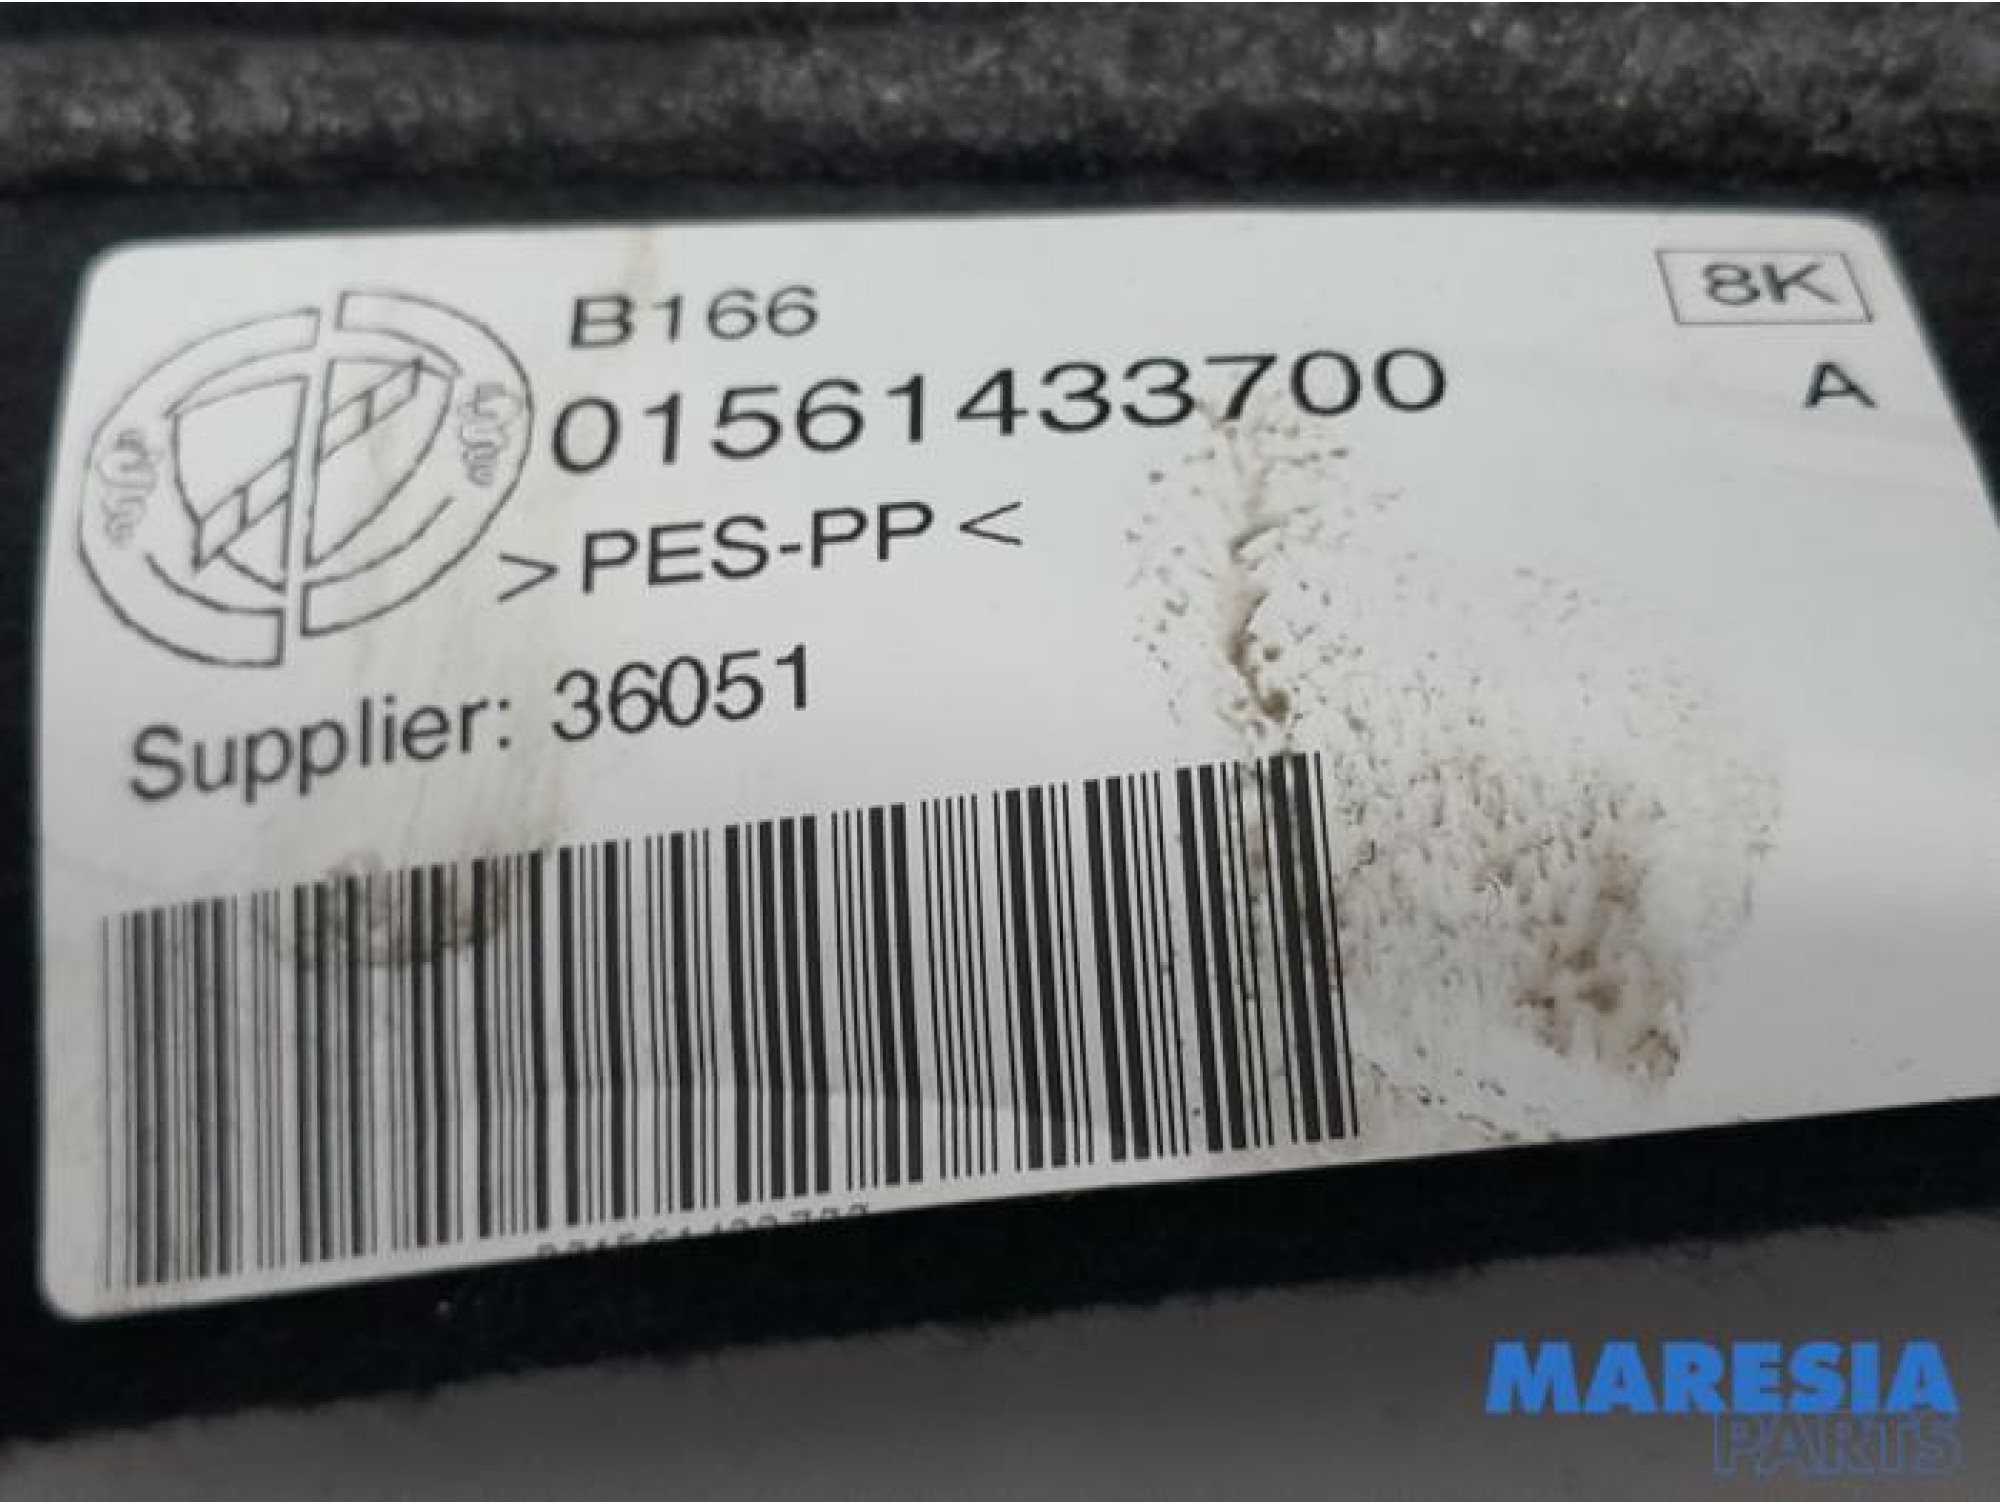 B166
8K
01561433700
A
>PES-PP<
Supplier: 36051
MARESIA
PARTS